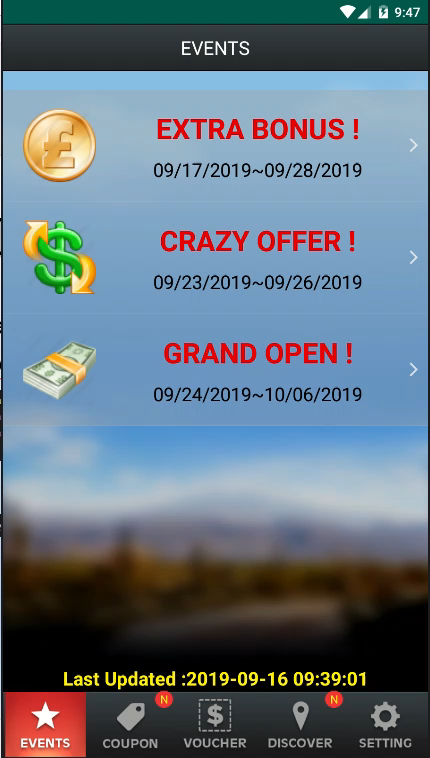 9:47
EVENTS
EXTRA BONUS !
09/17/2019~09/28/2019
CRAZY OFFER !
09/23/2019~09/26/2019
GRAND OPEN !
09/24/2019~10/06/2019
Last Updated :2019-09-16 09:39:01
N N
EVENTS COUPON VOUCHER DISCOVER SETTING